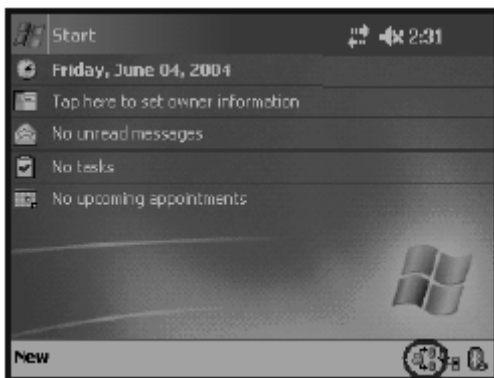 Start 2:31
Friday, June 04, 2004
Tap here to set owner information
No unread messages
No tasks
No upcoming appointments
New